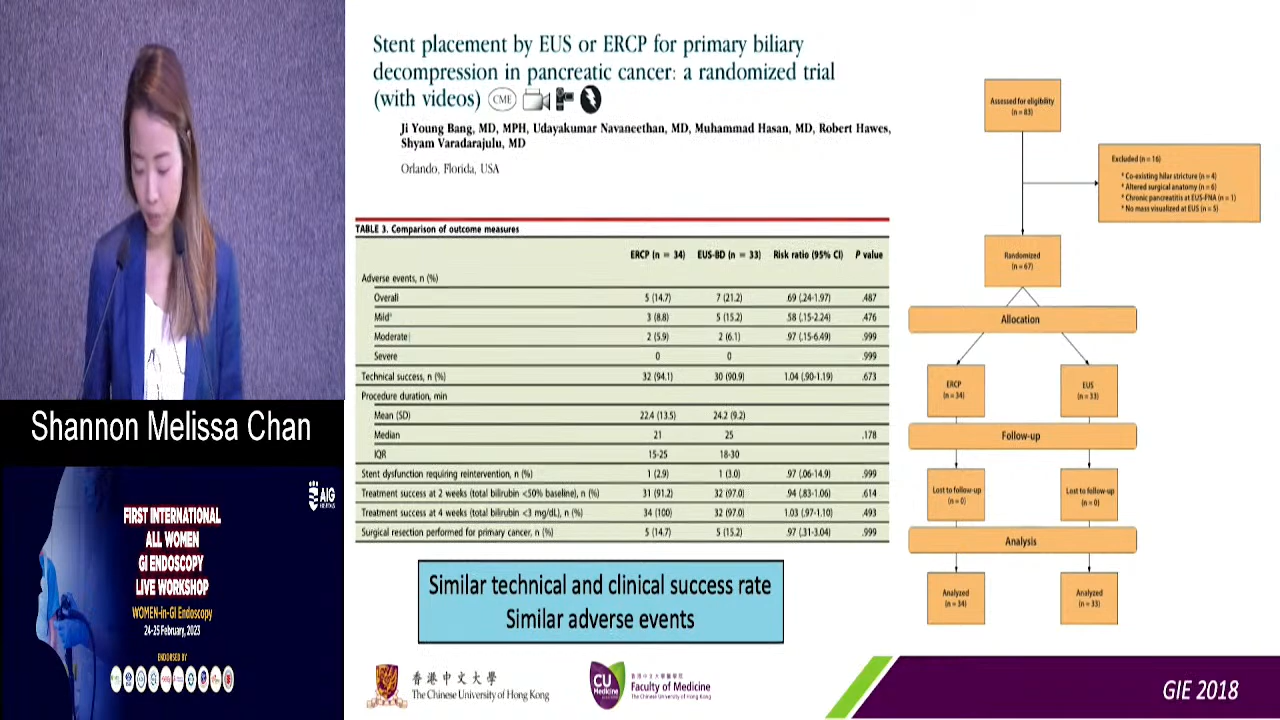 Stent placement by EUS or ERCP for primary biliary
decompression in pancreatic cancer: a randomized trial
(with videos) CME
Ji Young Bang, MD, MPH, Udayakumar Navaneethan, MD, Muhammad Hasan, MD, Robert Hawes,
Shyam Varadarajulu, MD
Orlando, Florida, USA
TABLE 3. Comparison of outcome measures
ERCP (n = 34) EUS-BD (n = 33) Risk ratio (95% CI) P value
Adverse events, n (%)
Overall 5 (14.7) 7 (21.2) .69 (.24-1.97) .487
Mild* 3 (8.8) 5 (15.2) .58 (.15-2.24) .476
Moderate 2 (5.9) 2 (6.1) .97 (.15-6.49) .999
Severe 0 0 .999
Technical success, n (%) 32 (94.1) 30 (90.9) 1.04 (.90-1.19) .673
Procedure duration, min
Mean (SD) 22.4 (13.5) 24.2 (9.2)
Median 21 25 .178
IQR 15-25 18-30
Stent dysfunction requiring reintervention, n (%) 1 (2.9) 1 (3.0) .97 (.06-14.9) .999
Treatment success at 2 weeks (total bilirubin <50% baseline), n (%) 31 (91.2) 32 (97.0) .94 (.83-1.06) .614
Treatment success at 4 weeks (total bilirubin <3 mg/dL), n (%) 34 (100) 32 (97.0) 1.03 (.97-1.10) .493
Surgical resection performed for primary cancer, n (%) 5 (14.7) 5 (15.2) .97 (.31-3.04) .999
Similar technical and clinical success rate
Similar adverse events
Assessed for eligibility
(n = 83)
Excluded (n = 16)
* Co-existing hilar stricture (n = 4)
* Altered surgical anatomy (n = 6)
* Chronic pancreatitis at EUS-FNA (n = 1)
* No mass visualized at EUS (n = 5)
Randomized
(n = 67)
Allocation
ERCP
(n = 34)
EUS
(n = 33)
Follow-up
Lost to follow-up
(n = 0)
Lost to follow-up
(n = 0)
Analysis
Analyzed
(n = 34)
Analyzed
(n = 33)
Shannon Melissa Chan
AIG
HOSPITALS
FIRST INTERNATIONAL
ALL WOMEN
GI ENDOSCOPY
LIVE WORKSHOP
WOMEN-in-GI Endoscopy
24-25 February, 2023
ENDORSED BY
香港中文大學
The Chinese University of Hong Kong
CU
Medicine
香港中文大學醫學院
Faculty of Medicine
The Chinese University of Hong Kong
GIE 2018